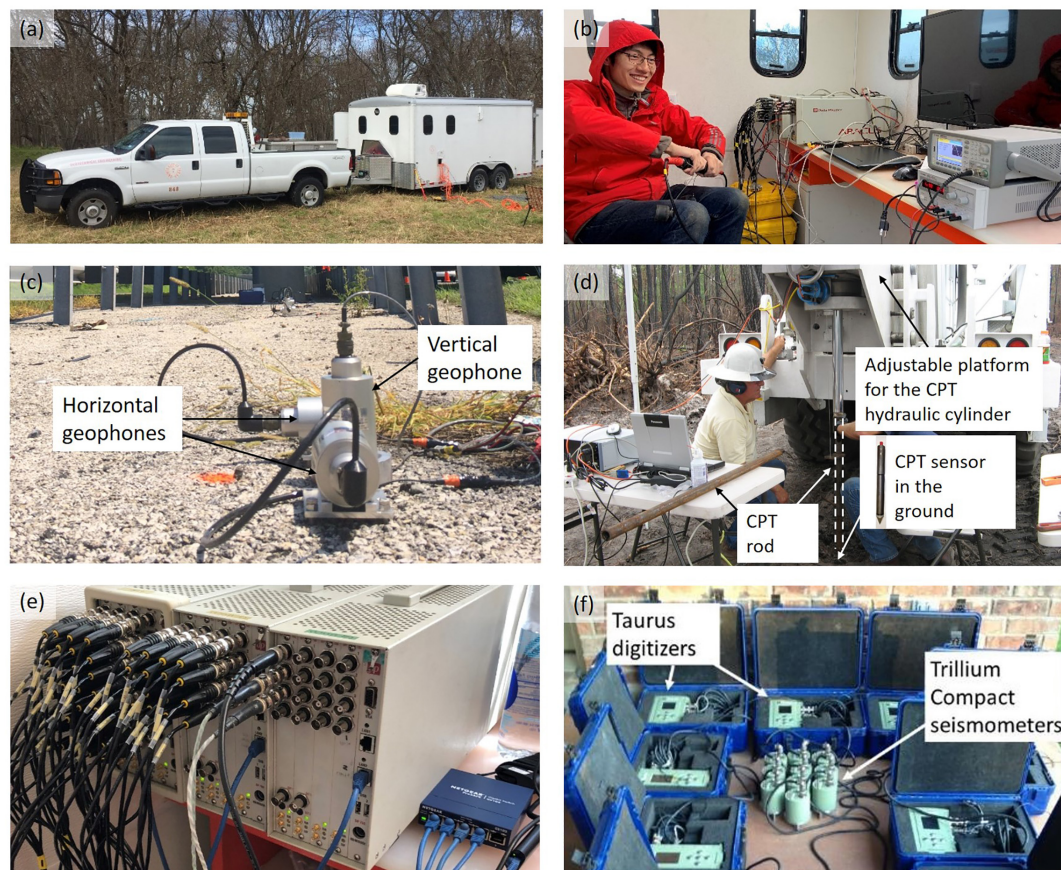 (a)
(b)
(c)
Vertical
geophone
Horizontal
geophones
(d)
Adjustable platform
for the CPT
hydraulic cylinder
CPT sensor
in the
ground
CPT
rod
(e)
NETGEAR
(f)
Taurus
digitizers
Trillium
Compact
seismometers